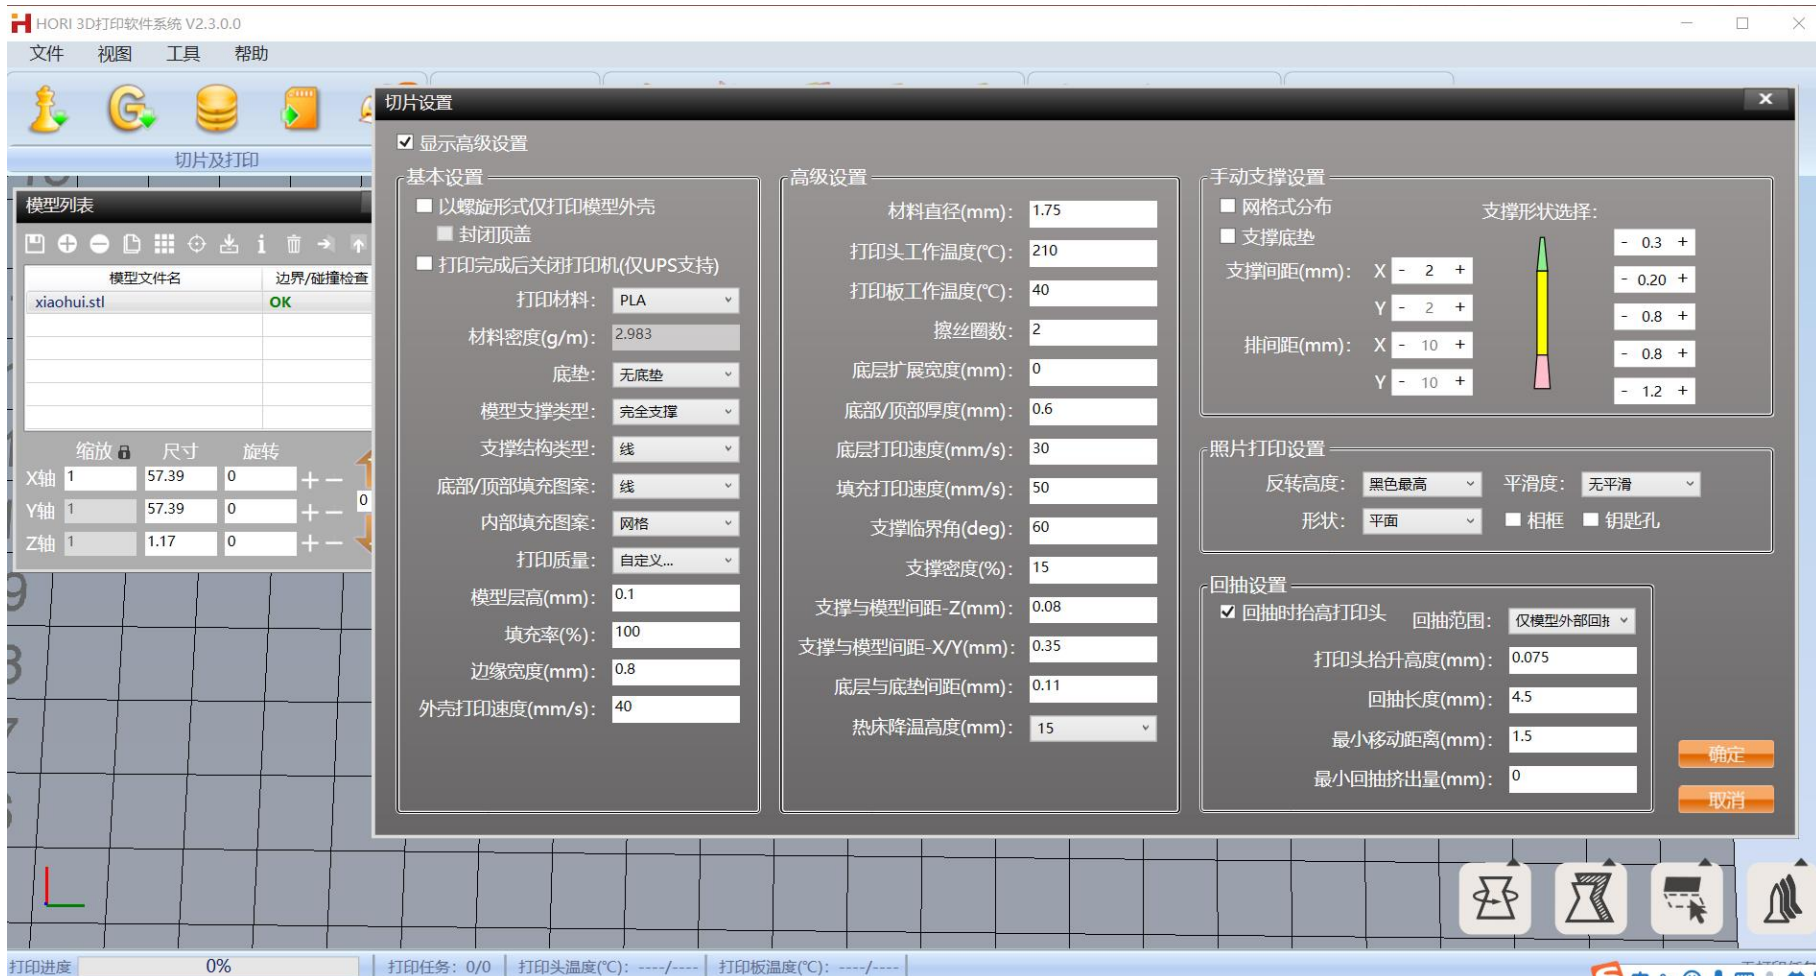 HORI 3D打印软件系统 V2.3.0.0
文件 视图 工具 帮助
切片及打印
模型列表
模型文件名 边界/碰撞检查
xiaohui.stl OK
缩放 尺寸 旋转
X轴 1 57.39 0 + −
Y轴 1 57.39 0 + − 0
Z轴 1 1.17 0 + −
切片设置
显示高级设置
基本设置
以螺旋形式仅打印模型外壳
封闭顶盖
打印完成后关闭打印机(仅UPS支持)
打印材料: PLA
材料密度(g/m): 2.983
底垫: 无底垫
模型支撑类型: 完全支撑
支撑结构类型: 线
底部/顶部填充图案: 线
内部填充图案: 网格
打印质量: 自定义...
模型层高(mm): 0.1
填充率(%): 100
边缘宽度(mm): 0.8
外壳打印速度(mm/s): 40
高级设置
材料直径(mm): 1.75
打印头工作温度(℃): 210
打印板工作温度(℃): 40
擦丝圈数: 2
底层扩展宽度(mm): 0
底部/顶部厚度(mm): 0.6
底层打印速度(mm/s): 30
填充打印速度(mm/s): 50
支撑临界角(deg): 60
支撑密度(%): 15
支撑与模型间距-Z(mm): 0.08
支撑与模型间距-X/Y(mm): 0.35
底层与底垫间距(mm): 0.11
热床降温高度(mm): 15
手动支撑设置
网格式分布
支撑底垫
支撑形状选择:
支撑间距(mm): X - 2 +
Y - 2 +
排间距(mm): X - 10 +
Y - 10 +
- 0.3 +
- 0.20 +
- 0.8 +
- 0.8 +
- 1.2 +
照片打印设置
反转高度: 黑色最高 平滑度: 无平滑
形状: 平面 相框 钥匙孔
回抽设置
回抽时抬高打印头 回抽范围: 仅模型外部回
打印头抬升高度(mm): 0.075
回抽长度(mm): 4.5
最小移动距离(mm): 1.5
最小回抽挤出量(mm): 0
确定
取消
9
8
7
打印进度 0% 打印任务: 0/0 打印头温度(℃): ----/---- 打印板温度(℃): ----/----